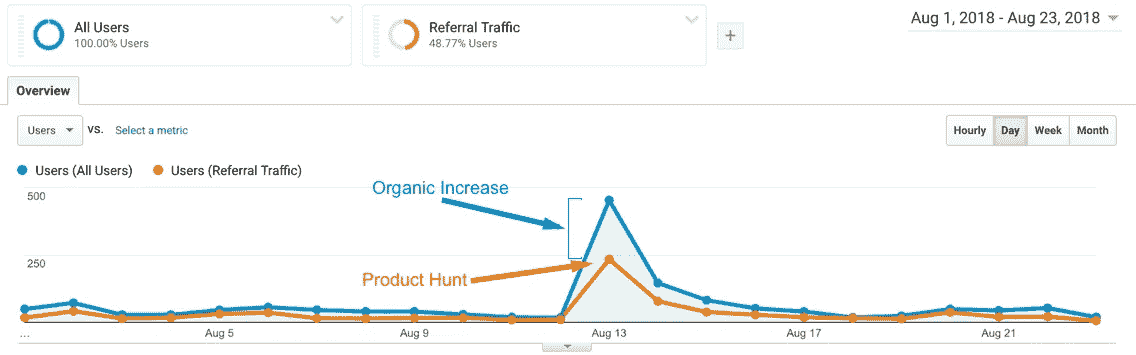 All Users
100.00% Users
Referral Traffic
48.77% Users
+
Aug 1, 2018 - Aug 23, 2018
Overview
Users VS. Select a metric
Hourly Day Week Month
Users (All Users) Users (Referral Traffic)
Organic Increase
500
250
Product Hunt
... Aug 5 Aug 9 Aug 13 Aug 17 Aug 21